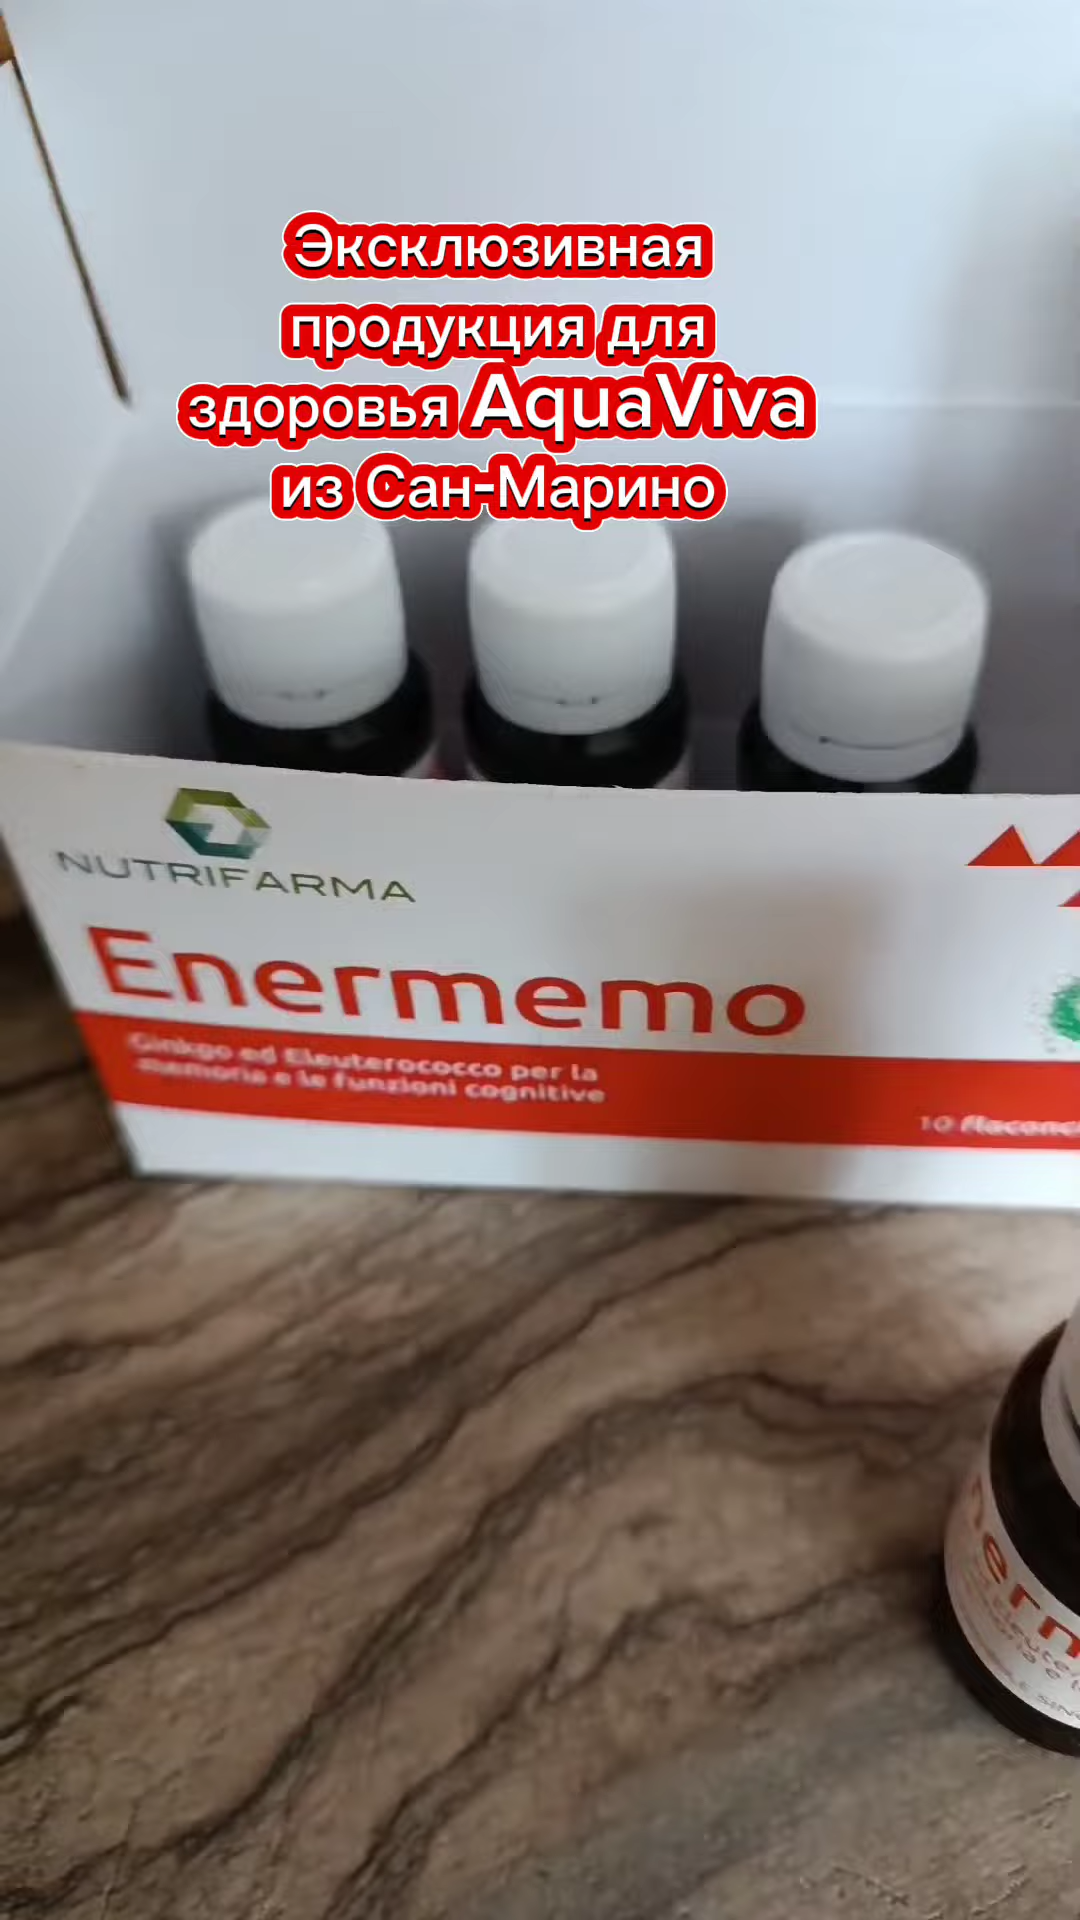 Эксклюзивная
продукция для
здоровья AquaViva
из Сан-Марино
NUTRIFARMA
Enermemo
Ginkgo ed Eleuterococco per la
memoria e le funzioni cognitive
10